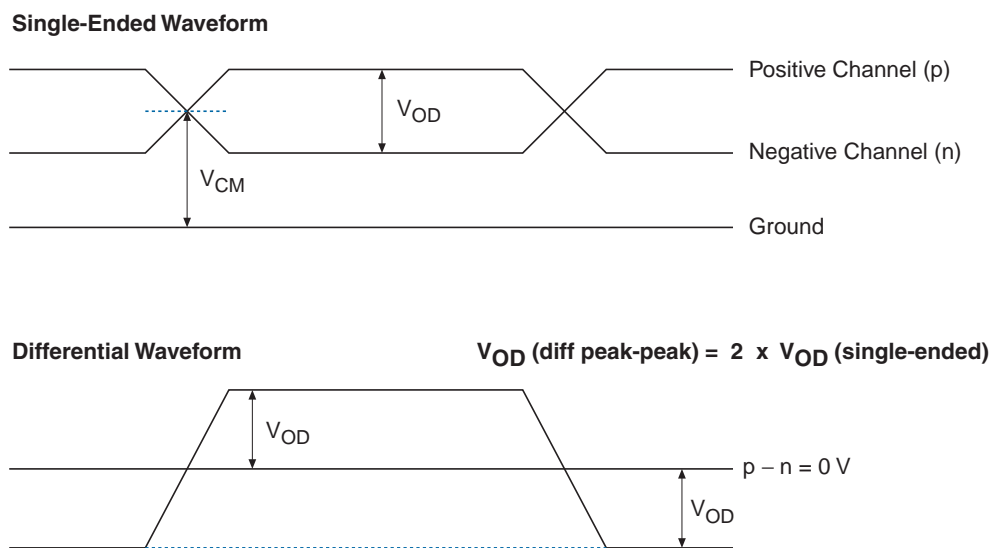 Single-Ended Waveform
Positive Channel (p)
VOD
Negative Channel (n)
VCM
Ground
Differential Waveform
VOD (diff peak-peak) = 2 x VOD (single-ended)
VOD
p – n = 0 V
VOD